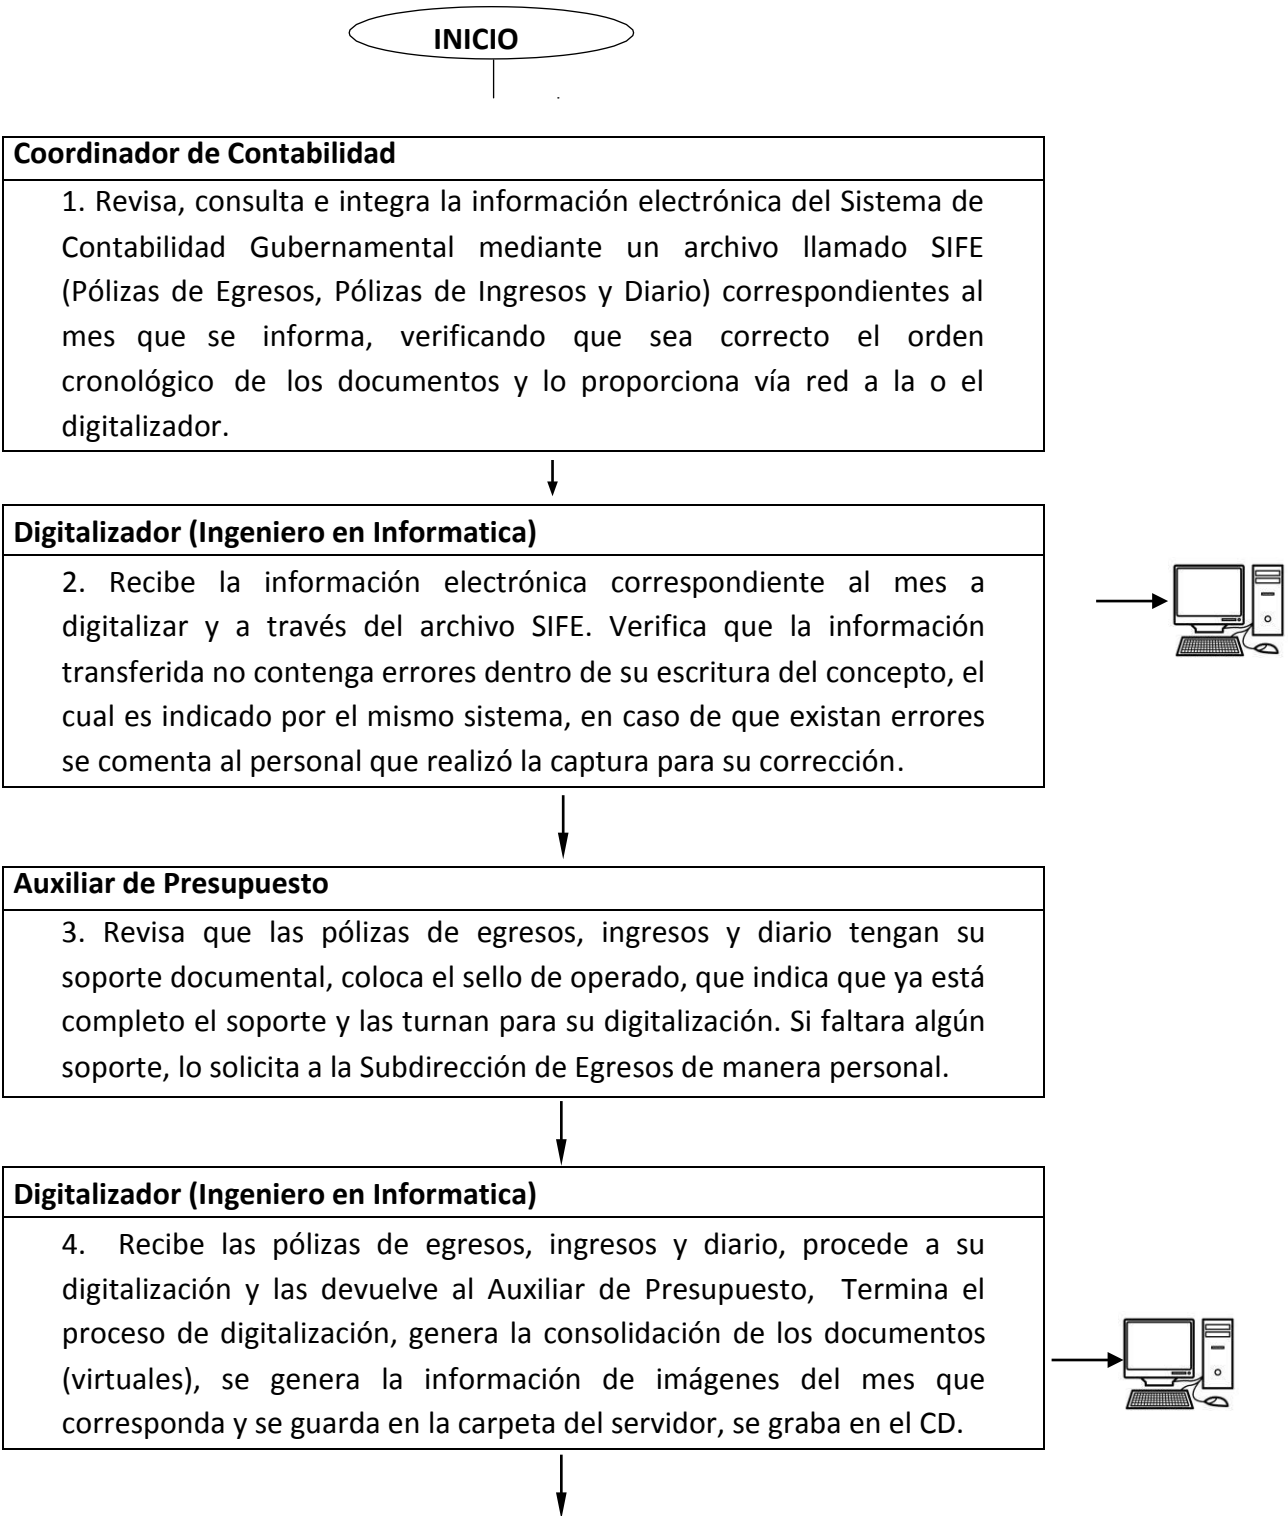 INICIO
Coordinador de Contabilidad
1. Revisa, consulta e integra la información electrónica del Sistema de
Contabilidad Gubernamental mediante un archivo llamado SIFE
(Pólizas de Egresos, Pólizas de Ingresos y Diario) correspondientes al
mes que se informa, verificando que sea correcto el orden
cronológico de los documentos y lo proporciona vía red a la o el
digitalizador.
Digitalizador (Ingeniero en Informatica)
2. Recibe la información electrónica correspondiente al mes a
digitalizar y a través del archivo SIFE. Verifica que la información
transferida no contenga errores dentro de su escritura del concepto, el
cual es indicado por el mismo sistema, en caso de que existan errores
se comenta al personal que realizó la captura para su corrección.
Auxiliar de Presupuesto
3. Revisa que las pólizas de egresos, ingresos y diario tengan su
soporte documental, coloca el sello de operado, que indica que ya está
completo el soporte y las turnan para su digitalización. Si faltara algún
soporte, lo solicita a la Subdirección de Egresos de manera personal.
Digitalizador (Ingeniero en Informatica)
4. Recibe las pólizas de egresos, ingresos y diario, procede a su
digitalización y las devuelve al Auxiliar de Presupuesto, Termina el
proceso de digitalización, genera la consolidación de los documentos
(virtuales), se genera la información de imágenes del mes que
corresponda y se guarda en la carpeta del servidor, se graba en el CD.